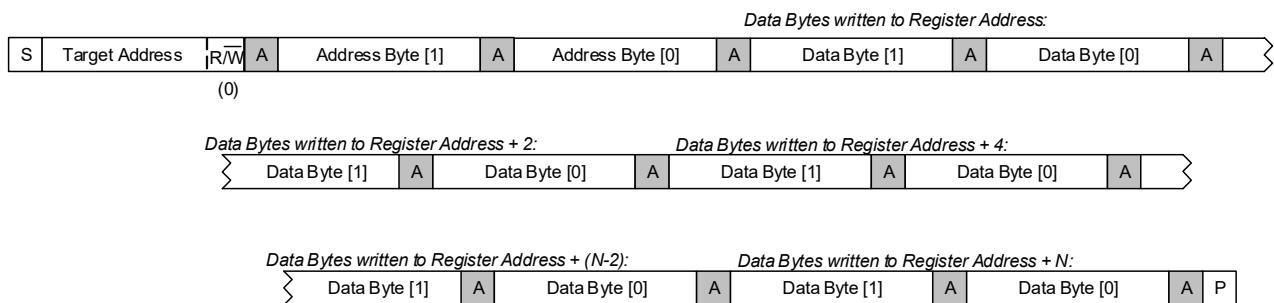 Data Bytes written to Register Address:
S Target Address R/W̅ A Address Byte [1] A Address Byte [0] A Data Byte [1] A Data Byte [0] A
(0)
Data Bytes written to Register Address + 2: Data Bytes written to Register Address + 4:
Data Byte [1] A Data Byte [0] A Data Byte [1] A Data Byte [0] A
Data Bytes written to Register Address + (N-2): Data Bytes written to Register Address + N:
Data Byte [1] A Data Byte [0] A Data Byte [1] A Data Byte [0] A P